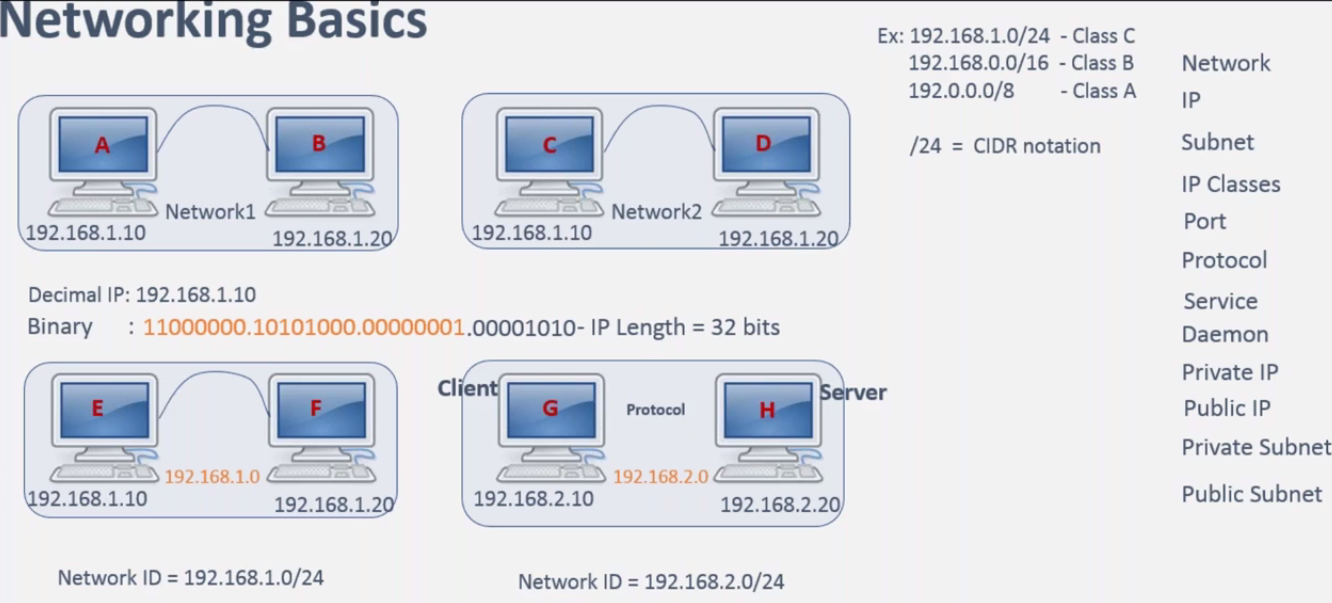 Networking Basics
Ex: 192.168.1.0/24 - Class C
192.168.0.0/16 - Class B
192.0.0.0/8 - Class A
/24 = CIDR notation
Network
IP
Subnet
IP Classes
Port
Protocol
Service
Daemon
Private IP
Public IP
Private Subnet
Public Subnet
A
B
Network1
192.168.1.10
192.168.1.20
C
D
Network2
192.168.1.10
192.168.1.20
Decimal IP: 192.168.1.10
Binary : 11000000.10101000.00000001.00001010- IP Length = 32 bits
E
F
192.168.1.0
192.168.1.10
192.168.1.20
Client
G
Protocol
H
Server
192.168.2.0
192.168.2.10
192.168.2.20
Network ID = 192.168.1.0/24
Network ID = 192.168.2.0/24